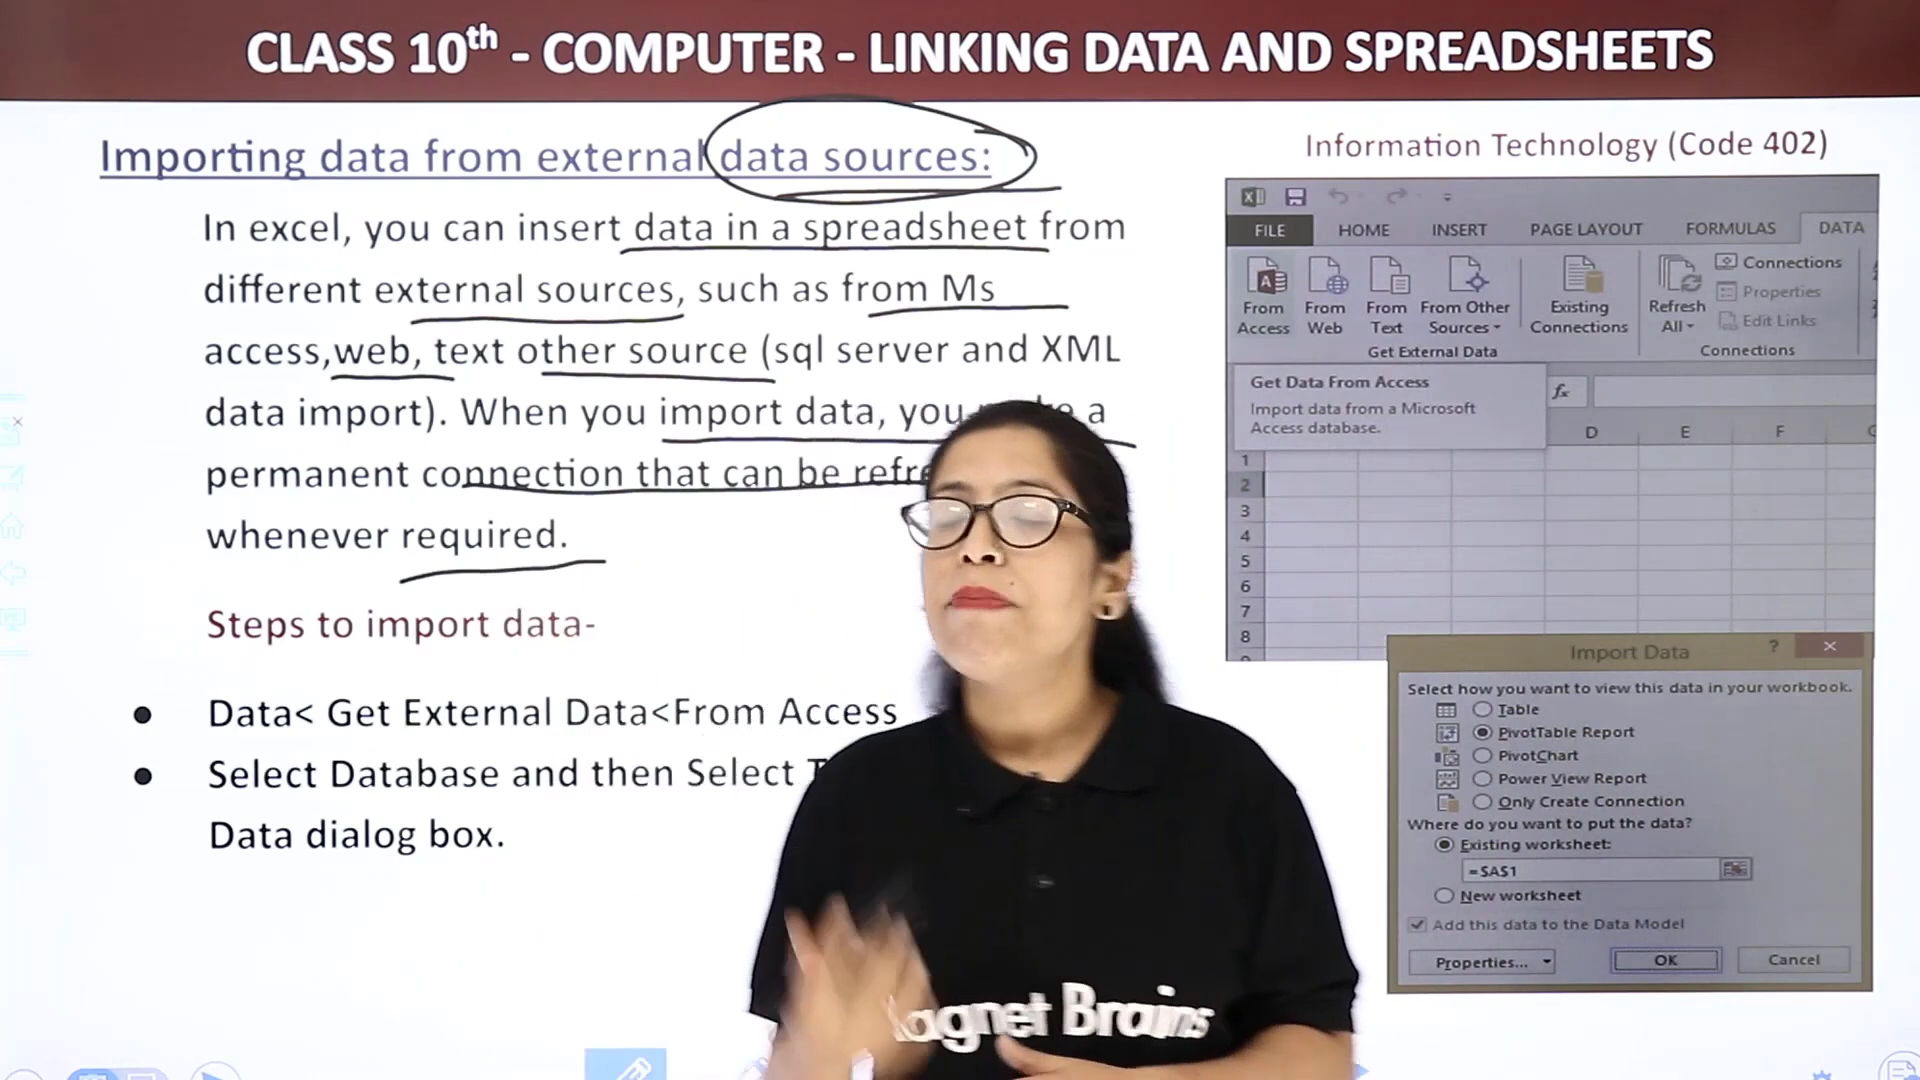 CLASS 10th - COMPUTER - LINKING DATA AND SPREADSHEETS
Importing data from external data sources:
In excel, you can insert data in a spreadsheet from
different external sources, such as from Ms
access,web, text other source (sql server and XML
data import). When you import data, you a
permanent connection that can be
whenever required.
Steps to import data-
● Data< Get External Data<From Access
● Select Database and then Select
Data dialog box.
Information Technology (Code 402)
FILE HOME INSERT PAGE LAYOUT FORMULAS DATA
From Access
From Web
From Text
From Other Sources
Existing Connections
Refresh All
Connections
Properties
Edit Links
Get External Data
Connections
Get Data From Access
Import data from a Microsoft
Access database.
fx
D E F
1
2
3
4
5
6
7
8
Import Data
? ×
Select how you want to view this data in your workbook.
Table
PivotTable Report
PivotChart
Power View Report
Only Create Connection
Where do you want to put the data?
Existing worksheet:
=$A$1
New worksheet
Add this data to the Data Model
Properties...
OK
Cancel
agnet Brains